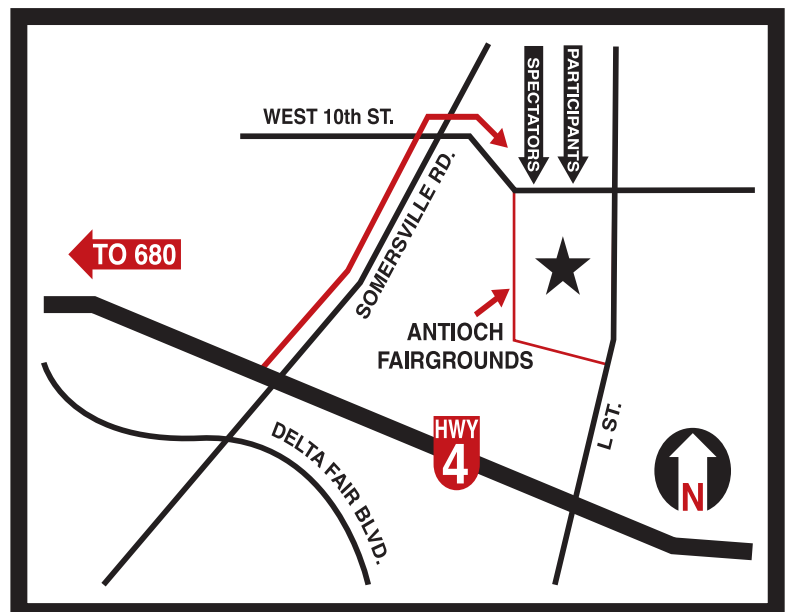 SPECTATORS
PARTICIPANTS
WEST 10th ST.
SOMERSVILLE RD.
TO 680
ANTIOCH
FAIRGROUNDS
HWY
4
L ST.
DELTA FAIR BLVD.
N